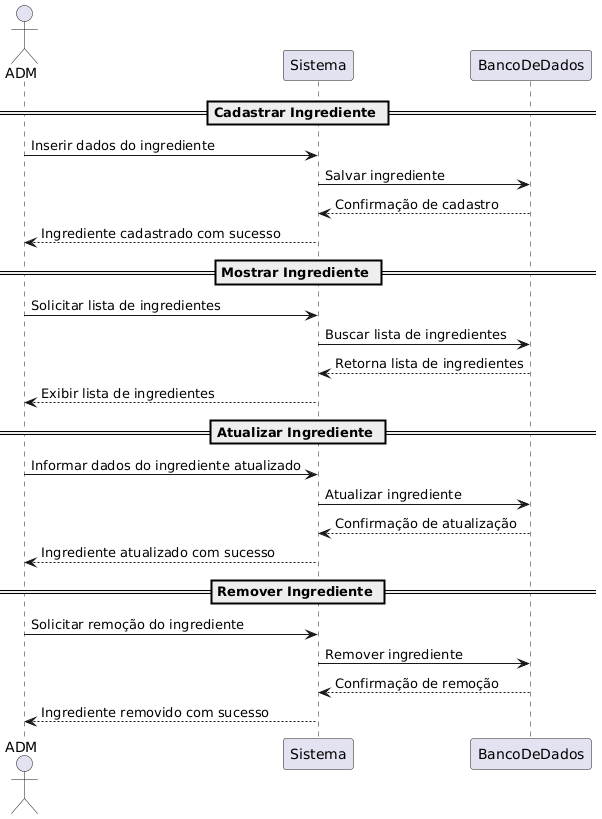 ADM
Sistema
BancoDeDados
Cadastrar Ingrediente
Inserir dados do ingrediente
Salvar ingrediente
Confirmação de cadastro
Ingrediente cadastrado com sucesso
Mostrar Ingrediente
Solicitar lista de ingredientes
Buscar lista de ingredientes
Retorna lista de ingredientes
Exibir lista de ingredientes
Atualizar Ingrediente
Informar dados do ingrediente atualizado
Atualizar ingrediente
Confirmação de atualização
Ingrediente atualizado com sucesso
Remover Ingrediente
Solicitar remoção do ingrediente
Remover ingrediente
Confirmação de remoção
Ingrediente removido com sucesso
ADM
Sistema
BancoDeDados